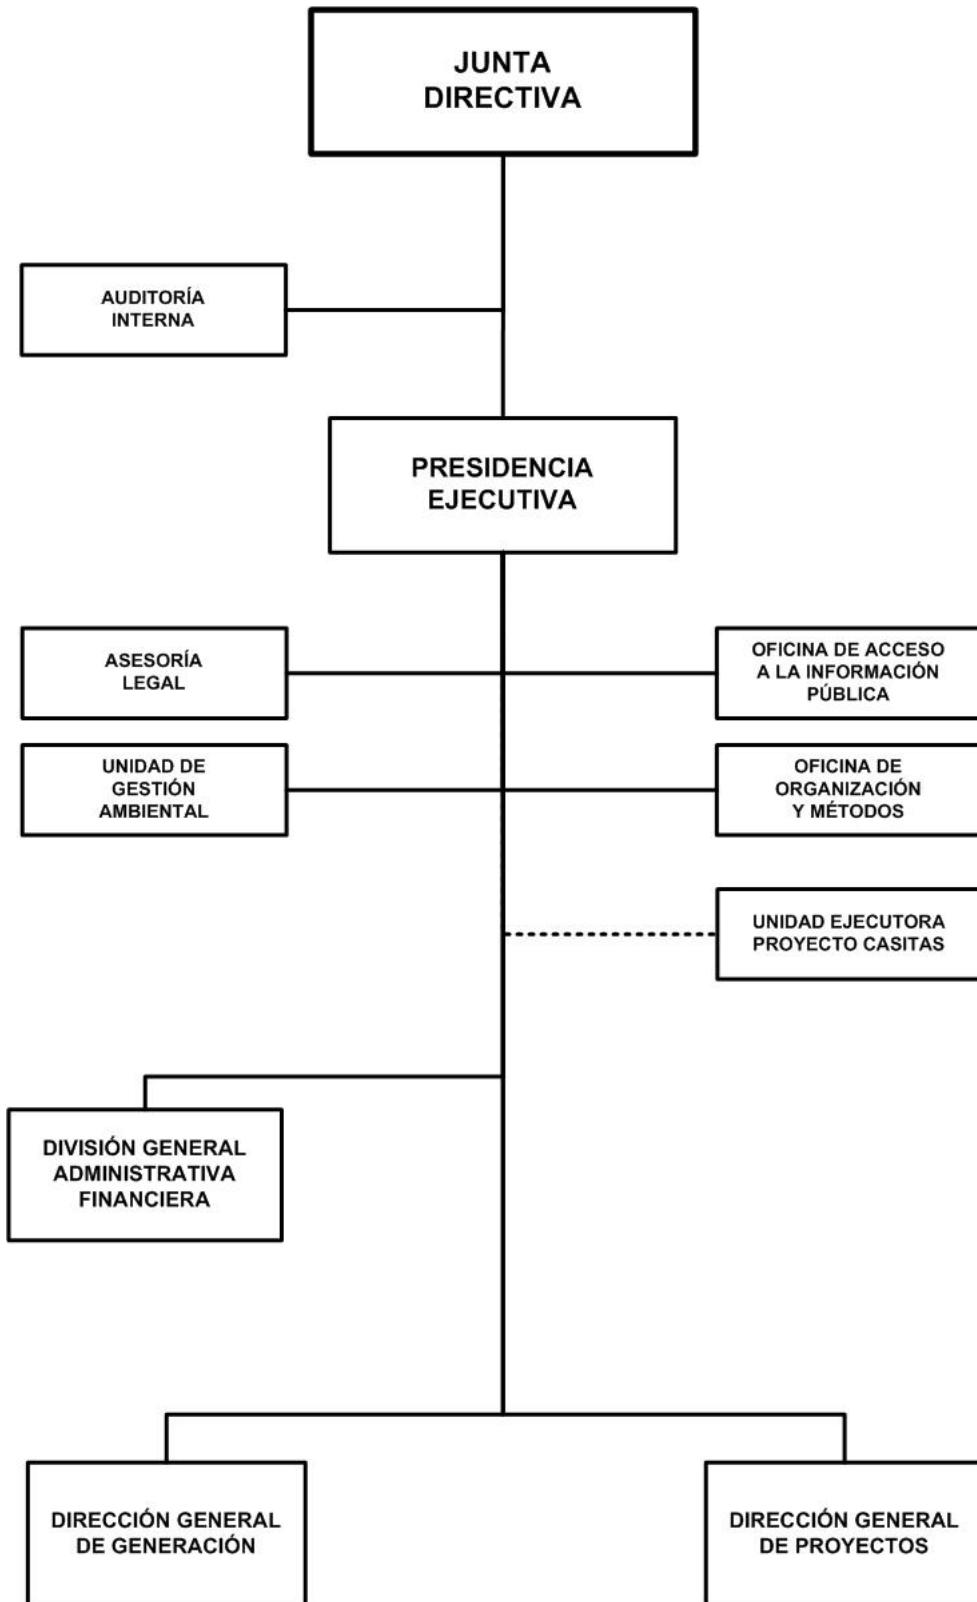 JUNTA
DIRECTIVA
AUDITORÍA
INTERNA
PRESIDENCIA
EJECUTIVA
ASESORÍA
LEGAL
OFICINA DE ACCESO
A LA INFORMACIÓN
PÚBLICA
UNIDAD DE
GESTIÓN
AMBIENTAL
OFICINA DE
ORGANIZACIÓN
Y MÉTODOS
UNIDAD EJECUTORA
PROYECTO CASITAS
DIVISIÓN GENERAL
ADMINISTRATIVA
FINANCIERA
DIRECCIÓN GENERAL
DE GENERACIÓN
DIRECCIÓN GENERAL
DE PROYECTOS